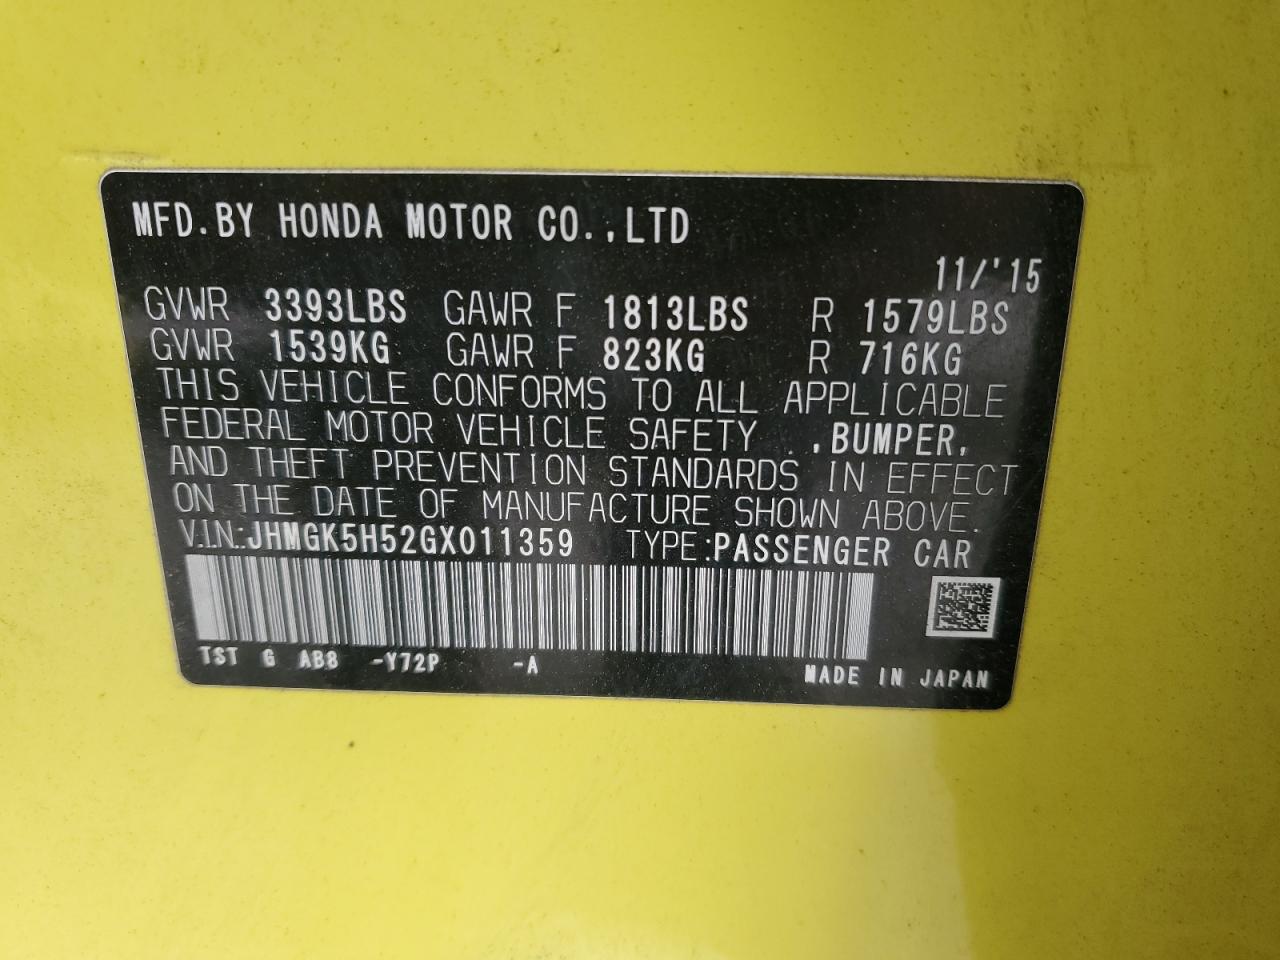 MFD.BY HONDA MOTOR CO.,LTD
11/'15
GVWR 3393LBS GAWR F 1813LBS R 1579LBS
GVWR 1539KG GAWR F 823KG R 716KG
THIS VEHICLE CONFORMS TO ALL APPLICABLE
FEDERAL MOTOR VEHICLE SAFETY ,BUMPER,
AND THEFT PREVENTION STANDARDS IN EFFECT
ON THE DATE OF MANUFACTURE SHOWN ABOVE.
V.I.N.:JHMGK5H52GX011359 TYPE:PASSENGER CAR
TST G AB8 -Y72P -A
MADE IN JAPAN